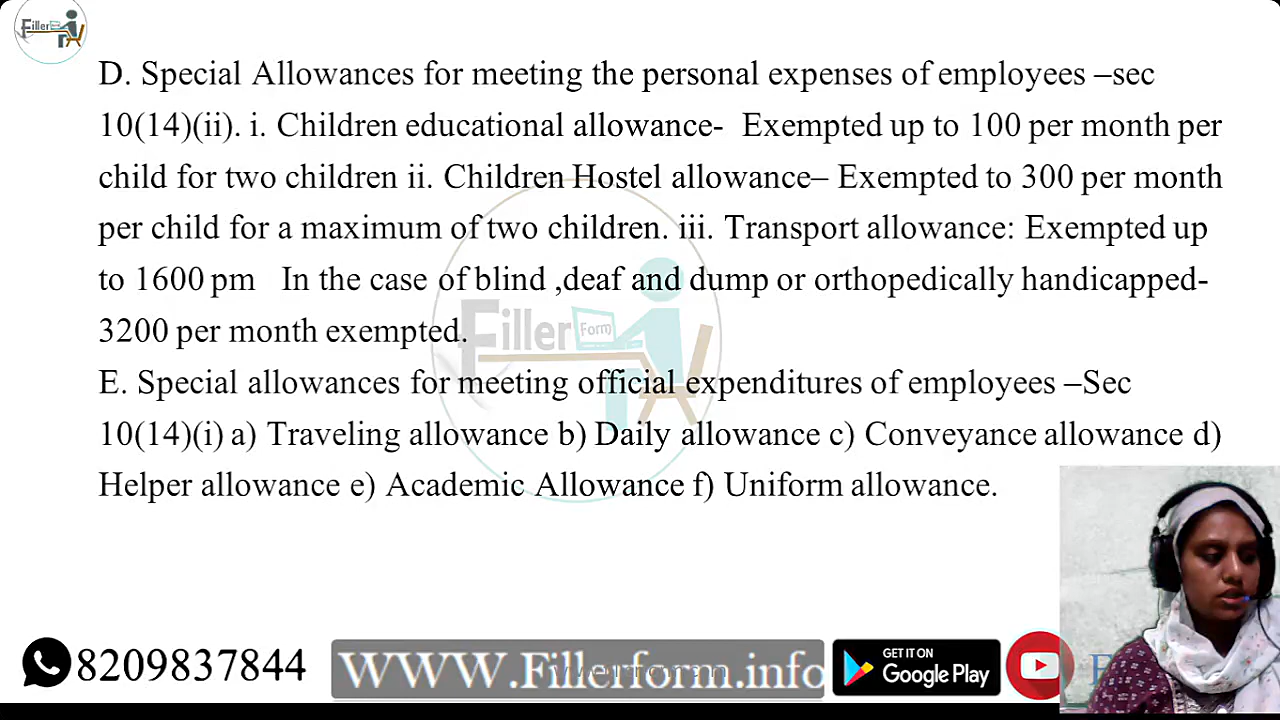 Filler
D. Special Allowances for meeting the personal expenses of employees –sec
10(14)(ii). i. Children educational allowance- Exempted up to 100 per month per
child for two children ii. Children Hostel allowance– Exempted to 300 per month
per child for a maximum of two children. iii. Transport allowance: Exempted up
to 1600 pm In the case of blind ,deaf and dump or orthopedically handicapped-
3200 per month exempted.
Filler Form
E. Special allowances for meeting official expenditures of employees –Sec
10(14)(i) a) Traveling allowance b) Daily allowance c) Conveyance allowance d)
Helper allowance e) Academic Allowance f) Uniform allowance.
8209837844
WWW.Fillerform.info
GET IT ON
Google Play